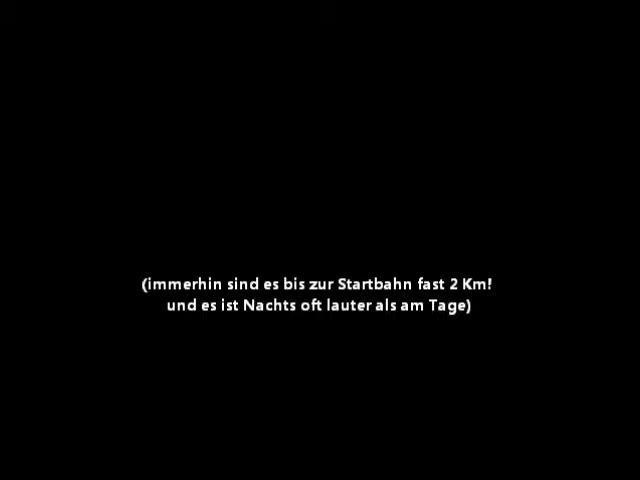 (immerhin sind es bis zur Startbahn fast 2 Km!
und es ist Nachts oft lauter als am Tage)